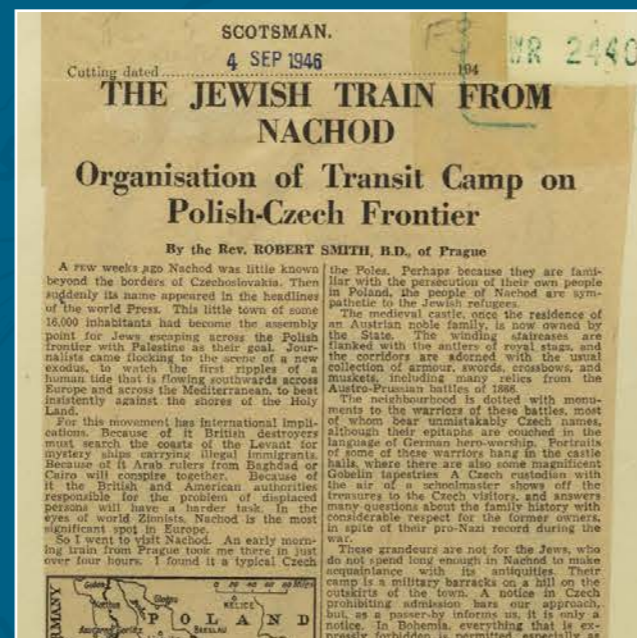 SCOTSMAN.
4 SEP 1946
WR 2440
Cutting dated 194
THE JEWISH TRAIN FROM
NACHOD
Organisation of Transit Camp on
Polish-Czech Frontier
By the Rev. ROBERT SMITH, B.D., of Prague
A FEW weeks ago Nachod was little known
beyond the borders of Czechoslovakia. Then
suddenly its name appeared in the headlines
of the world Press. This little town of some
16,000 inhabitants had become the assembly
point for Jews escaping across the Polish
frontier with Palestine as their goal. Jour-
nalists came flocking to the scene of a new
exodus, to watch the first ripples of a
human tide that is flowing southwards across
Europe and across the Mediterranean, to beat
insistently against the shores of the Holy
Land.
For this movement has international impli-
cations. Because of it British destroyers
must search the coasts of the Levant for
mystery ships carrying illegal immigrants.
Because of it Arab rulers from Baghdad or
Cairo will conspire together. Because of
it the British and American authorities
responsible for the problem of displaced
persons will have a harder task. In the
eyes of world Zionists, Nachod is the most
significant spot in Europe.
So I went to visit Nachod. An early morn-
ing train from Prague took me there in just
over four hours. I found it a typical Czech
GERMANY
POLAND
KIELCE
BRESLAU
Miles
the Poles. Perhaps because they are fami-
liar with the persecution of their own people
in Poland, the people of Nachod are sym-
pathetic to the Jewish refugees.
The medieval castle, once the residence of
an Austrian noble family, is now owned by
the State. The winding staircases are
flanked with the antlers of royal stags, and
the corridors are adorned with the usual
collection of armour, swords, crossbows, and
muskets, including many relics from the
Austro-Prussian battles of 1866.
The neighbourhood is dotted with monu-
ments to the warriors of these battles, most
of whom bear unmistakably Czech names,
although their epitaphs are couched in the
language of German hero-worship. Portraits
of some of these warriors hang in the castle
halls, where there are also some magnificent
Gobelin tapestries. A Czech custodian with
the air of a schoolmaster shows off the
treasures to the Czech visitors, and answers
many questions about the family history with
considerable respect for the former owners,
in spite of their pro-Nazi record during the
war.
These grandeurs are not for the Jews, who
do not spend long enough in Nachod to make
acquaintance with its antiquities. Their
camp is a military barracks on a hill on the
outskirts of the town. A notice in Czech
prohibiting admission bars our approach,
but, as a passer-by informs us, it is only a
notice. In Bohemia, everything that is ex-
pressly forbidden is permitted, especially